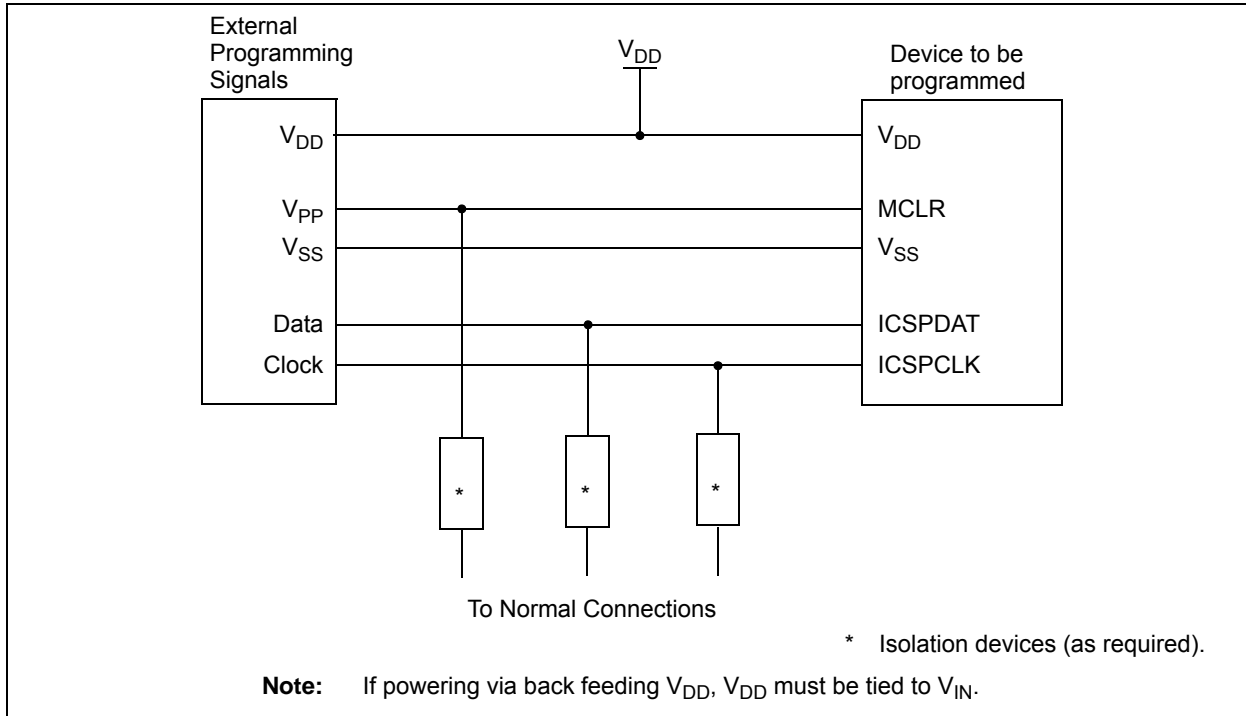 External
Programming
Signals
VDD
Device to be
programmed
VDD
VDD
VPP
MCLR
VSS
VSS
Data
ICSPDAT
Clock
ICSPCLK
*
*
*
To Normal Connections
* Isolation devices (as required).
Note: If powering via back feeding VDD, VDD must be tied to VIN.